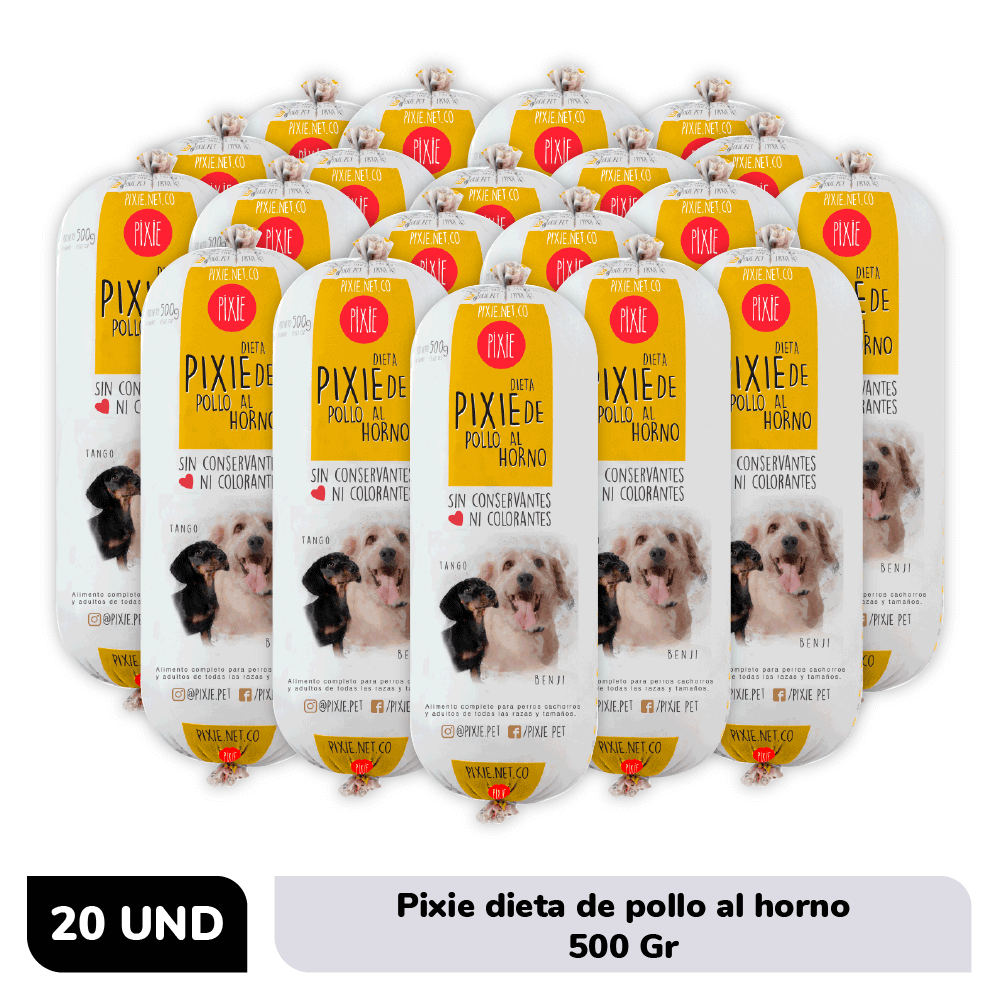 PIXIE.NET.CO
PIXIE
500g
DIETA
PIXIE DE
POLLO AL
HORNO
SIN CONSERVANTES
NI COLORANTES
TANGO
BENJI
Alimento completo para perros cachorros
y adultos de todas las razas y tamaños.
@PIXIE.PET /PIXIE PET
PIXIE.NET.CO
20 UND
Pixie dieta de pollo al horno
500 Gr